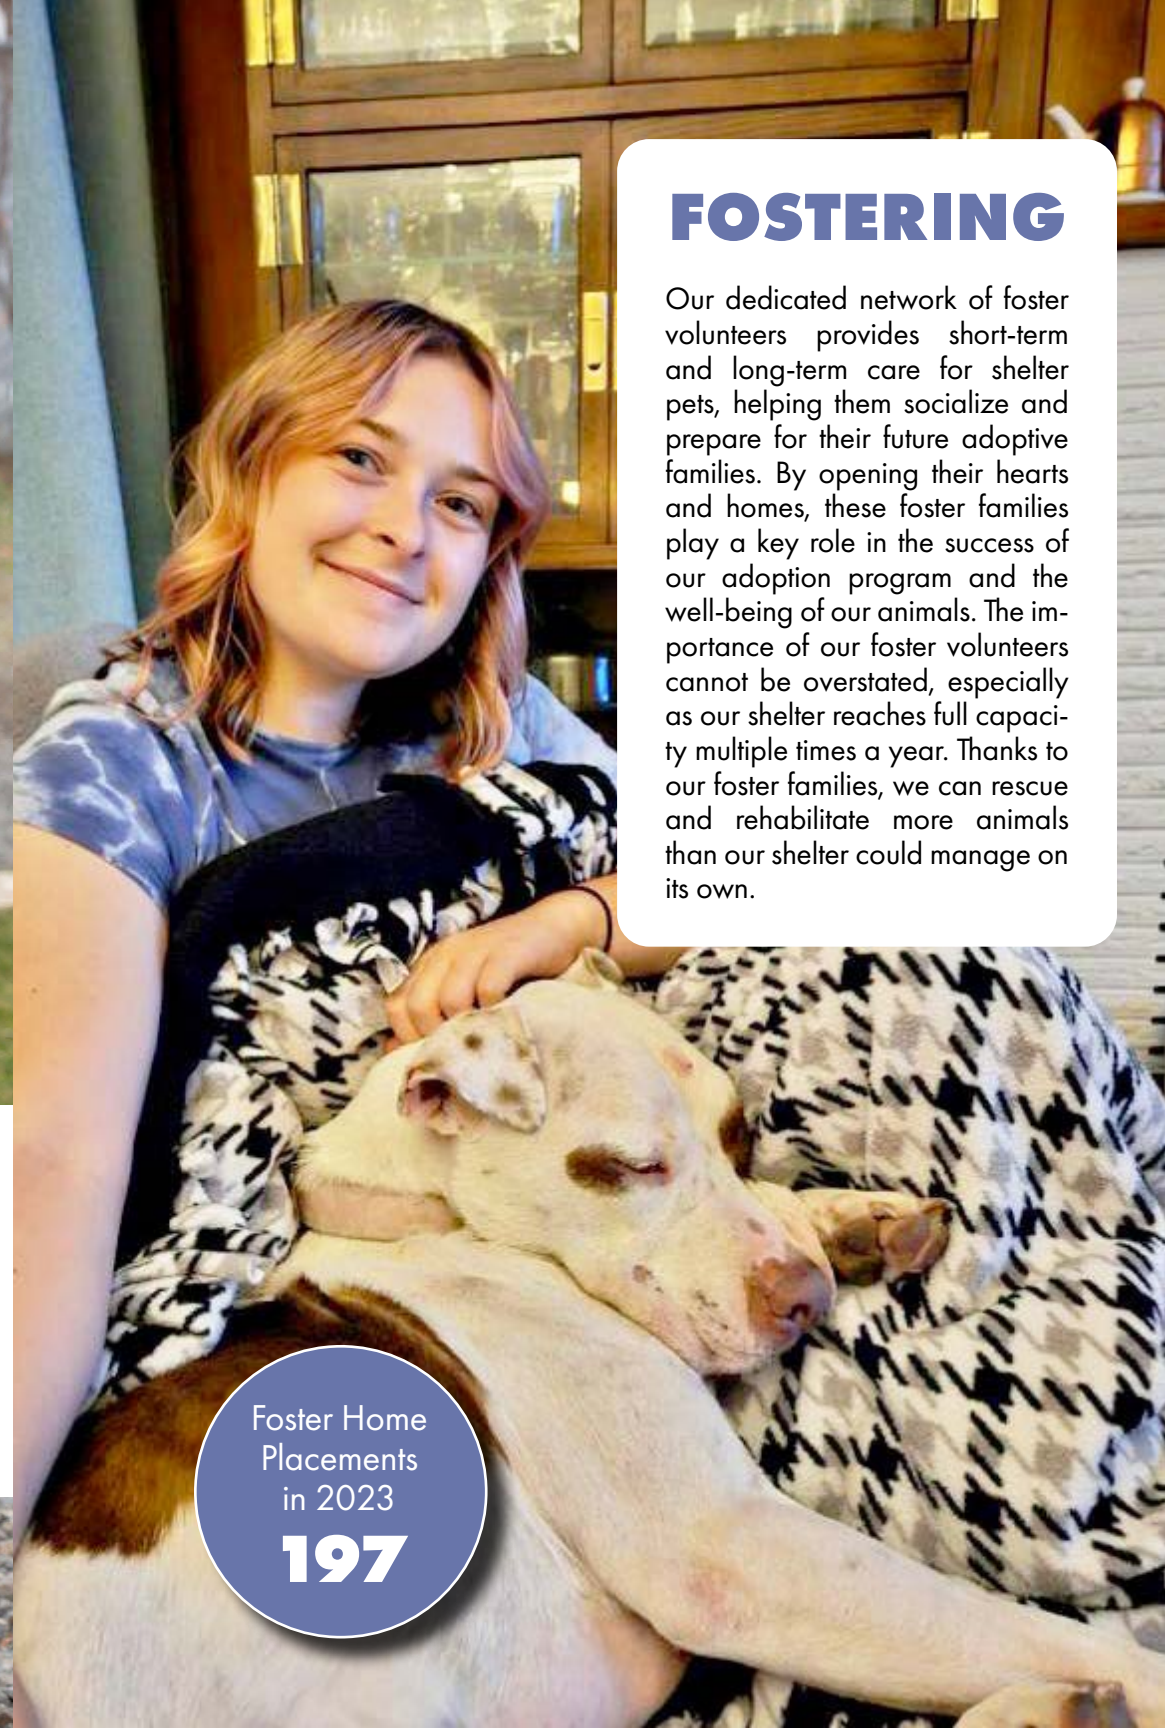 FOSTERING
Our dedicated network of foster
volunteers provides short-term
and long-term care for shelter
pets, helping them socialize and
prepare for their future adoptive
families. By opening their hearts
and homes, these foster families
play a key role in the success of
our adoption program and the
well-being of our animals. The im-
portance of our foster volunteers
cannot be overstated, especially
as our shelter reaches full capaci-
ty multiple times a year. Thanks to
our foster families, we can rescue
and rehabilitate more animals
than our shelter could manage on
its own.
Foster Home
Placements
in 2023
197